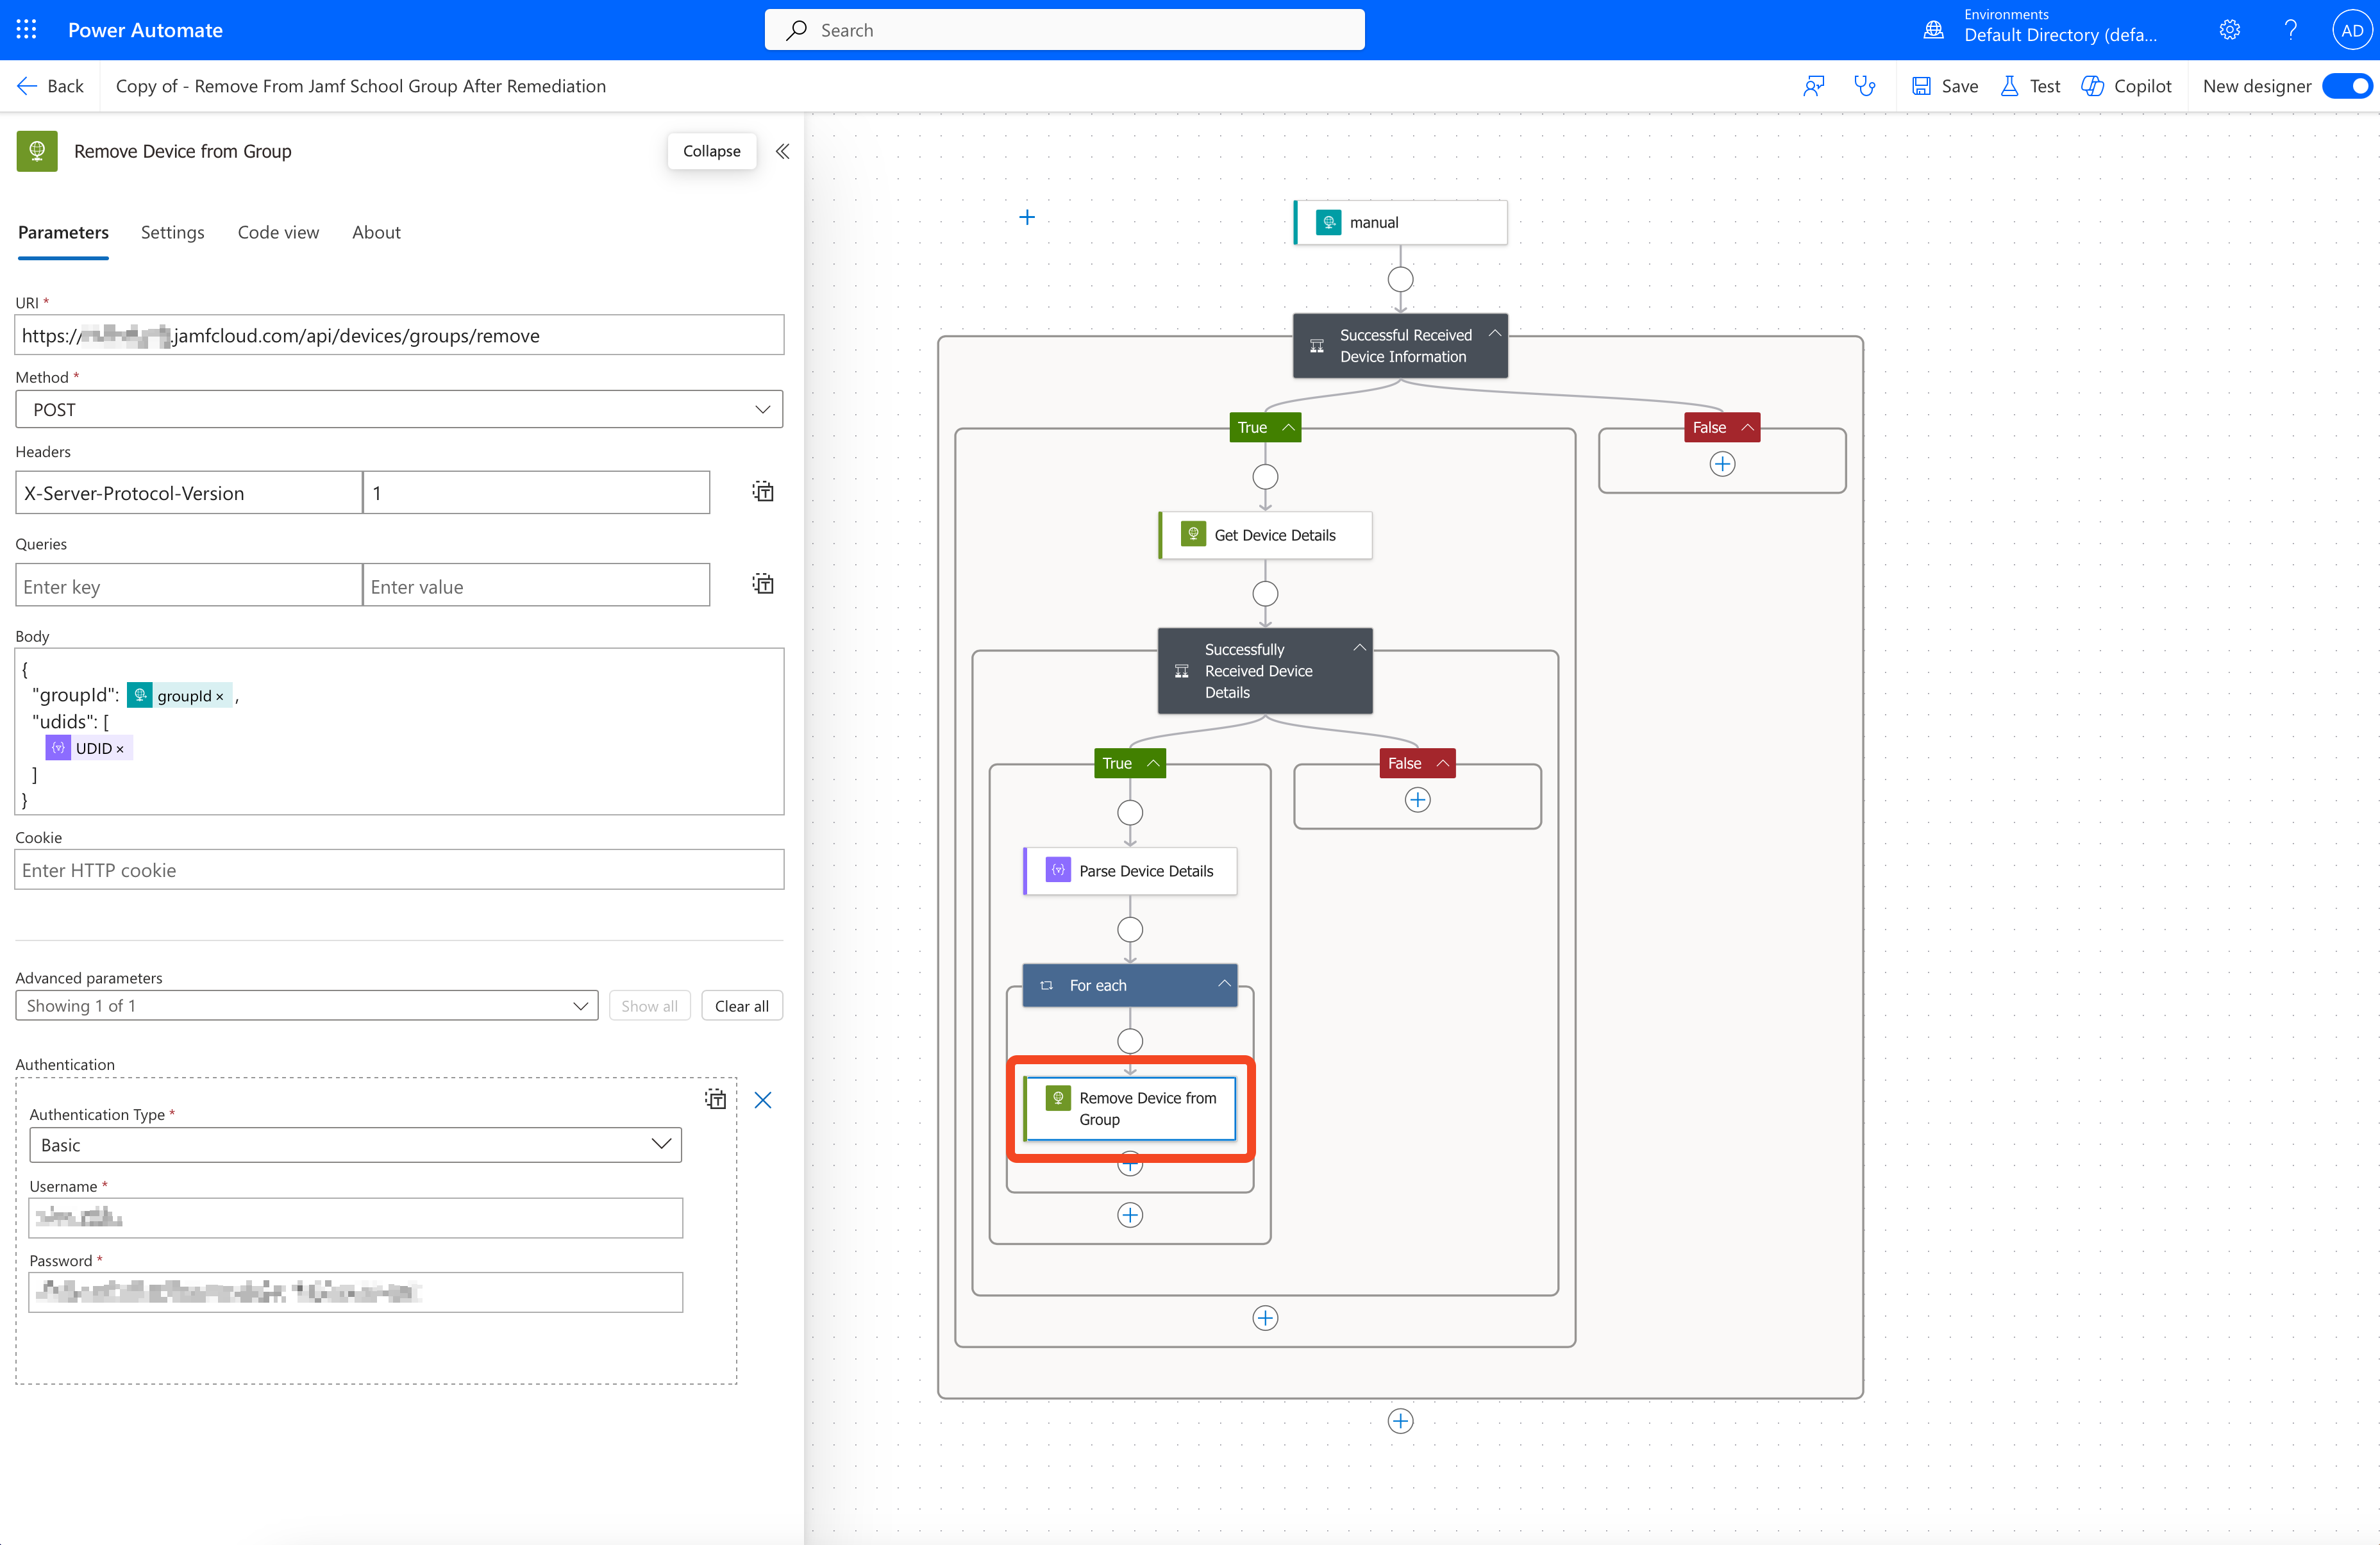 Power Automate
Search
Environments
Default Directory (defa...
AD
Back
Copy of - Remove From Jamf School Group After Remediation
Save
Test
Copilot
New designer
Remove Device from Group
Collapse
Parameters
Settings
Code view
About
URI *
https://
.jamfcloud.com/api/devices/groups/remove
Method *
POST
Headers
X-Server-Protocol-Version
1
Queries
Enter key
Enter value
Body
{
"groupId": groupId × ,
"udids": [
UDID ×
]
}
Cookie
Enter HTTP cookie
Advanced parameters
Showing 1 of 1
Show all
Clear all
Authentication
Authentication Type *
Basic
Username *
Password *
manual
Successful Received
Device Information
True
False
Get Device Details
Successfully
Received Device
Details
True
False
Parse Device Details
For each
Remove Device from
Group